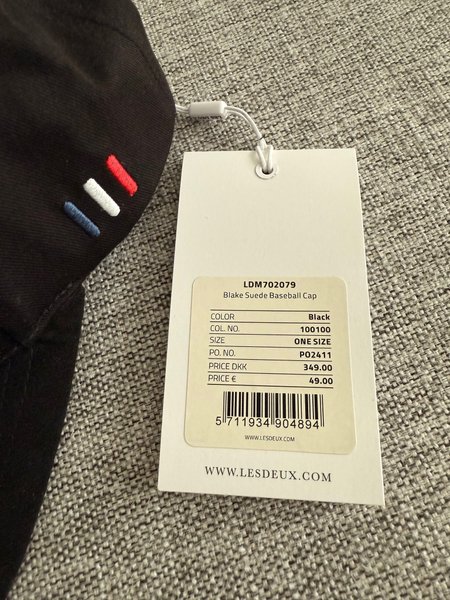 LDM702079
Blake Suede Baseball Cap
COLOR Black
COL. NO. 100100
SIZE ONE SIZE
PO. NO. PO2411
PRICE DKK 349.00
PRICE € 49.00
5 711934 904894
WWW.LESDEUX.COM
WWW.LESDEUX.COM